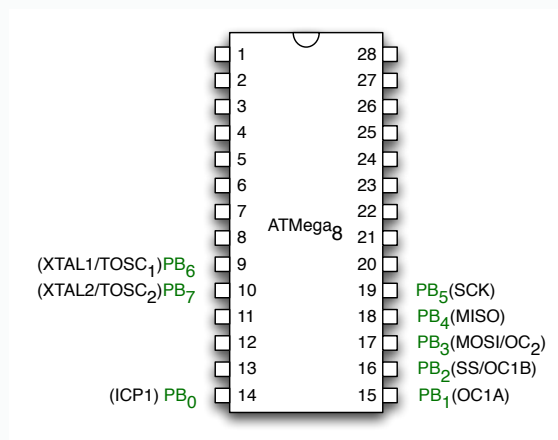 1 28
2 27
3 26
4 25
5 24
6 23
7 22
8 ATMega8 21
(XTAL1/TOSC1)PB6 9 20
(XTAL2/TOSC2)PB7 10 19 PB5(SCK)
11 18 PB4(MISO)
12 17 PB3(MOSI/OC2)
13 16 PB2(SS/OC1B)
(ICP1) PB0 14 15 PB1(OC1A)